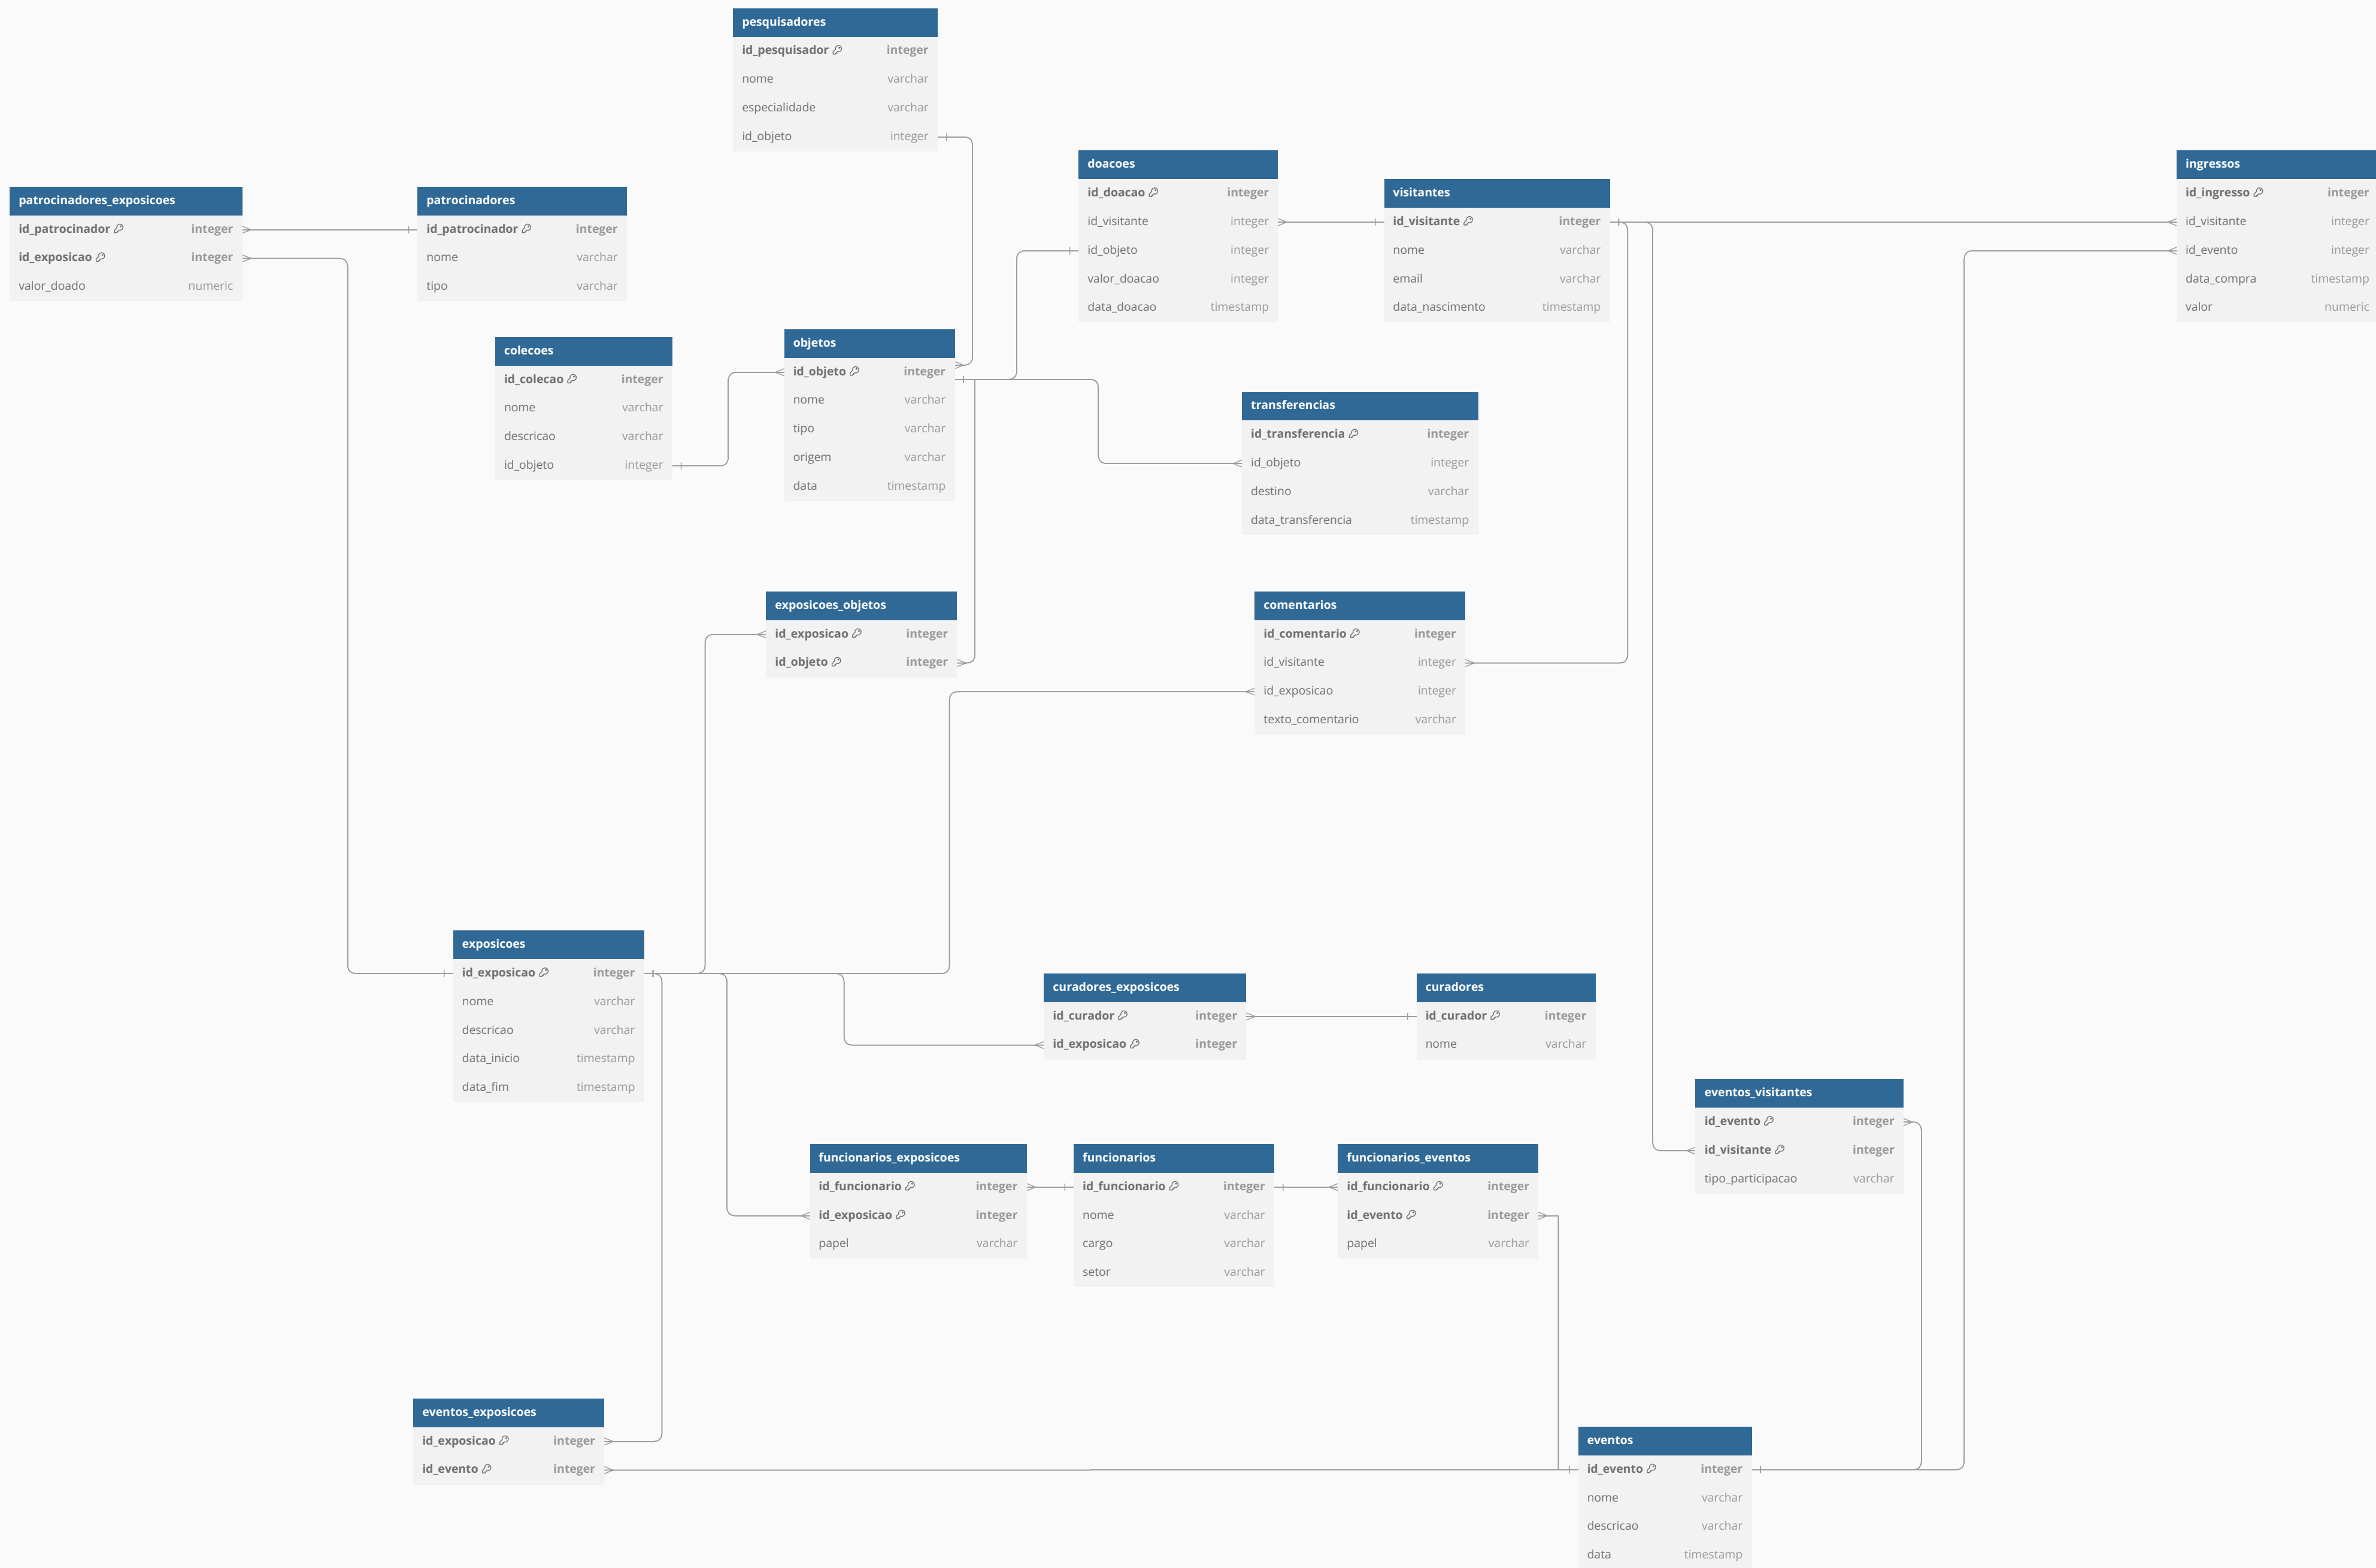 pesquisadores
id_pesquisador integer
nome varchar
especialidade varchar
id_objeto integer
doacoes
id_doacao integer
id_visitante integer
id_objeto integer
valor_doacao integer
data_doacao timestamp
visitantes
id_visitante integer
nome varchar
email varchar
data_nascimento timestamp
ingressos
id_ingresso integer
id_visitante integer
id_evento integer
data_compra timestamp
valor numeric
patrocinadores_exposicoes
id_patrocinador integer
id_exposicao integer
valor_doado numeric
patrocinadores
id_patrocinador integer
nome varchar
tipo varchar
colecoes
id_colecao integer
nome varchar
descricao varchar
id_objeto integer
objetos
id_objeto integer
nome varchar
tipo varchar
origem varchar
data timestamp
transferencias
id_transferencia integer
id_objeto integer
destino varchar
data_transferencia timestamp
exposicoes_objetos
id_exposicao integer
id_objeto integer
comentarios
id_comentario integer
id_visitante integer
id_exposicao integer
texto_comentario varchar
exposicoes
id_exposicao integer
nome varchar
descricao varchar
data_inicio timestamp
data_fim timestamp
curadores_exposicoes
id_curador integer
id_exposicao integer
curadores
id_curador integer
nome varchar
eventos_visitantes
id_evento integer
id_visitante integer
tipo_participacao varchar
funcionarios_exposicoes
id_funcionario integer
id_exposicao integer
papel varchar
funcionarios
id_funcionario integer
nome varchar
cargo varchar
setor varchar
funcionarios_eventos
id_funcionario integer
id_evento integer
papel varchar
eventos_exposicoes
id_exposicao integer
id_evento integer
eventos
id_evento integer
nome varchar
descricao varchar
data timestamp